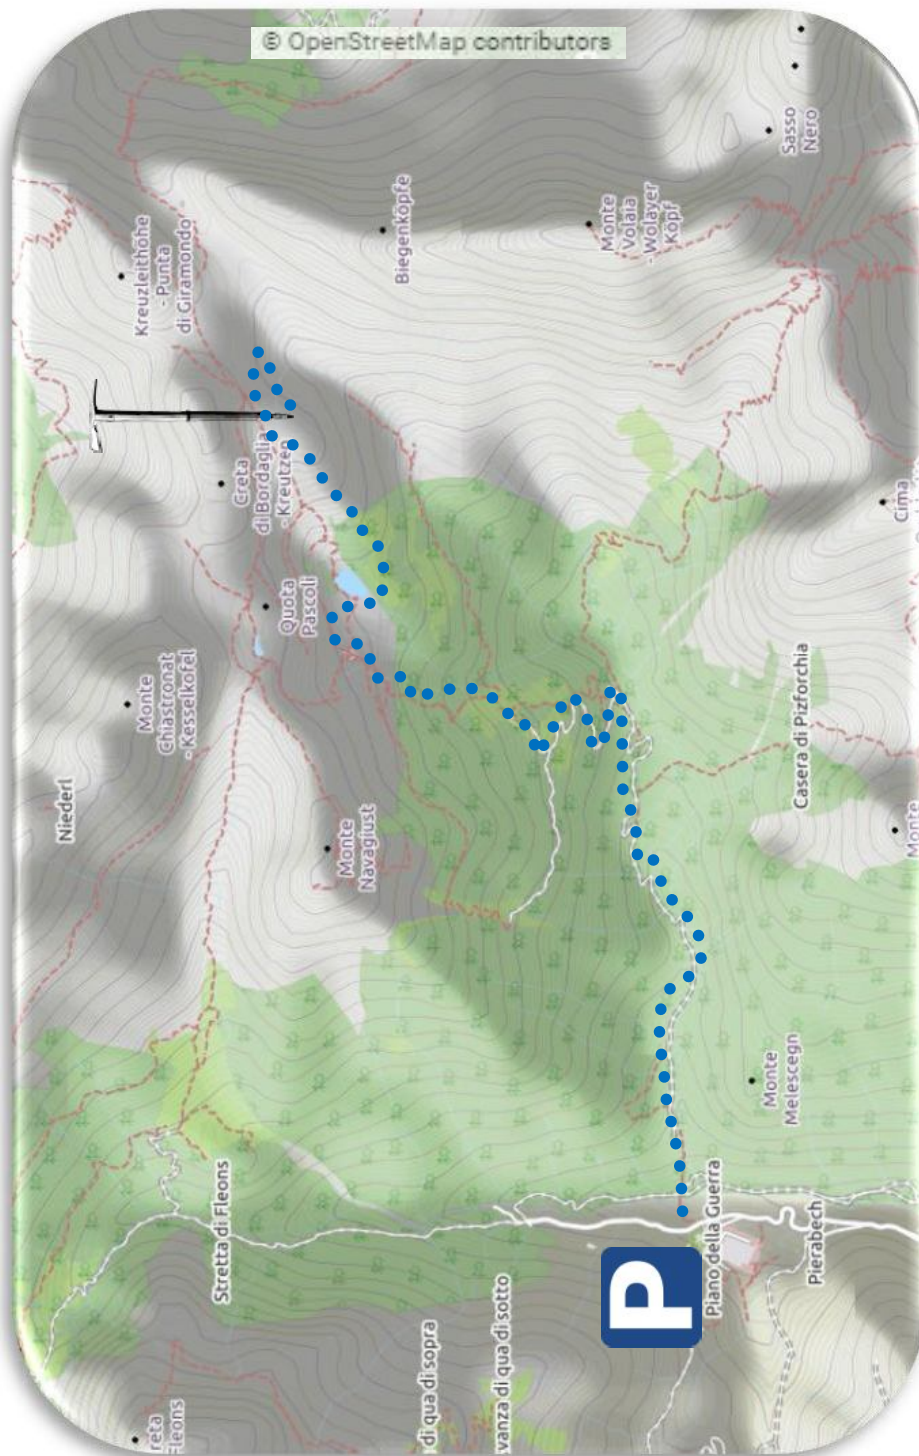 © OpenStreetMap contributors
Niederl
Monte
Chiastronat
- Kesselkofel
Kreuzleithöhe
- Punta
di Giramondo
Creta
di Bordaglia
- Kreutzen
Quota
Pascoli
Biegenköpfe
Monte
Volaia
- Wolayer
Kopf
Sasso
Nero
Monte
Navagiust
Casera di Pizforchia
Cima
Monte
Monte
Melescegn
Stretta di Fleons
P
Piano della Guerra
Pierabech
di qua di sopra
vanza di qua di sotto
reta
Fleons